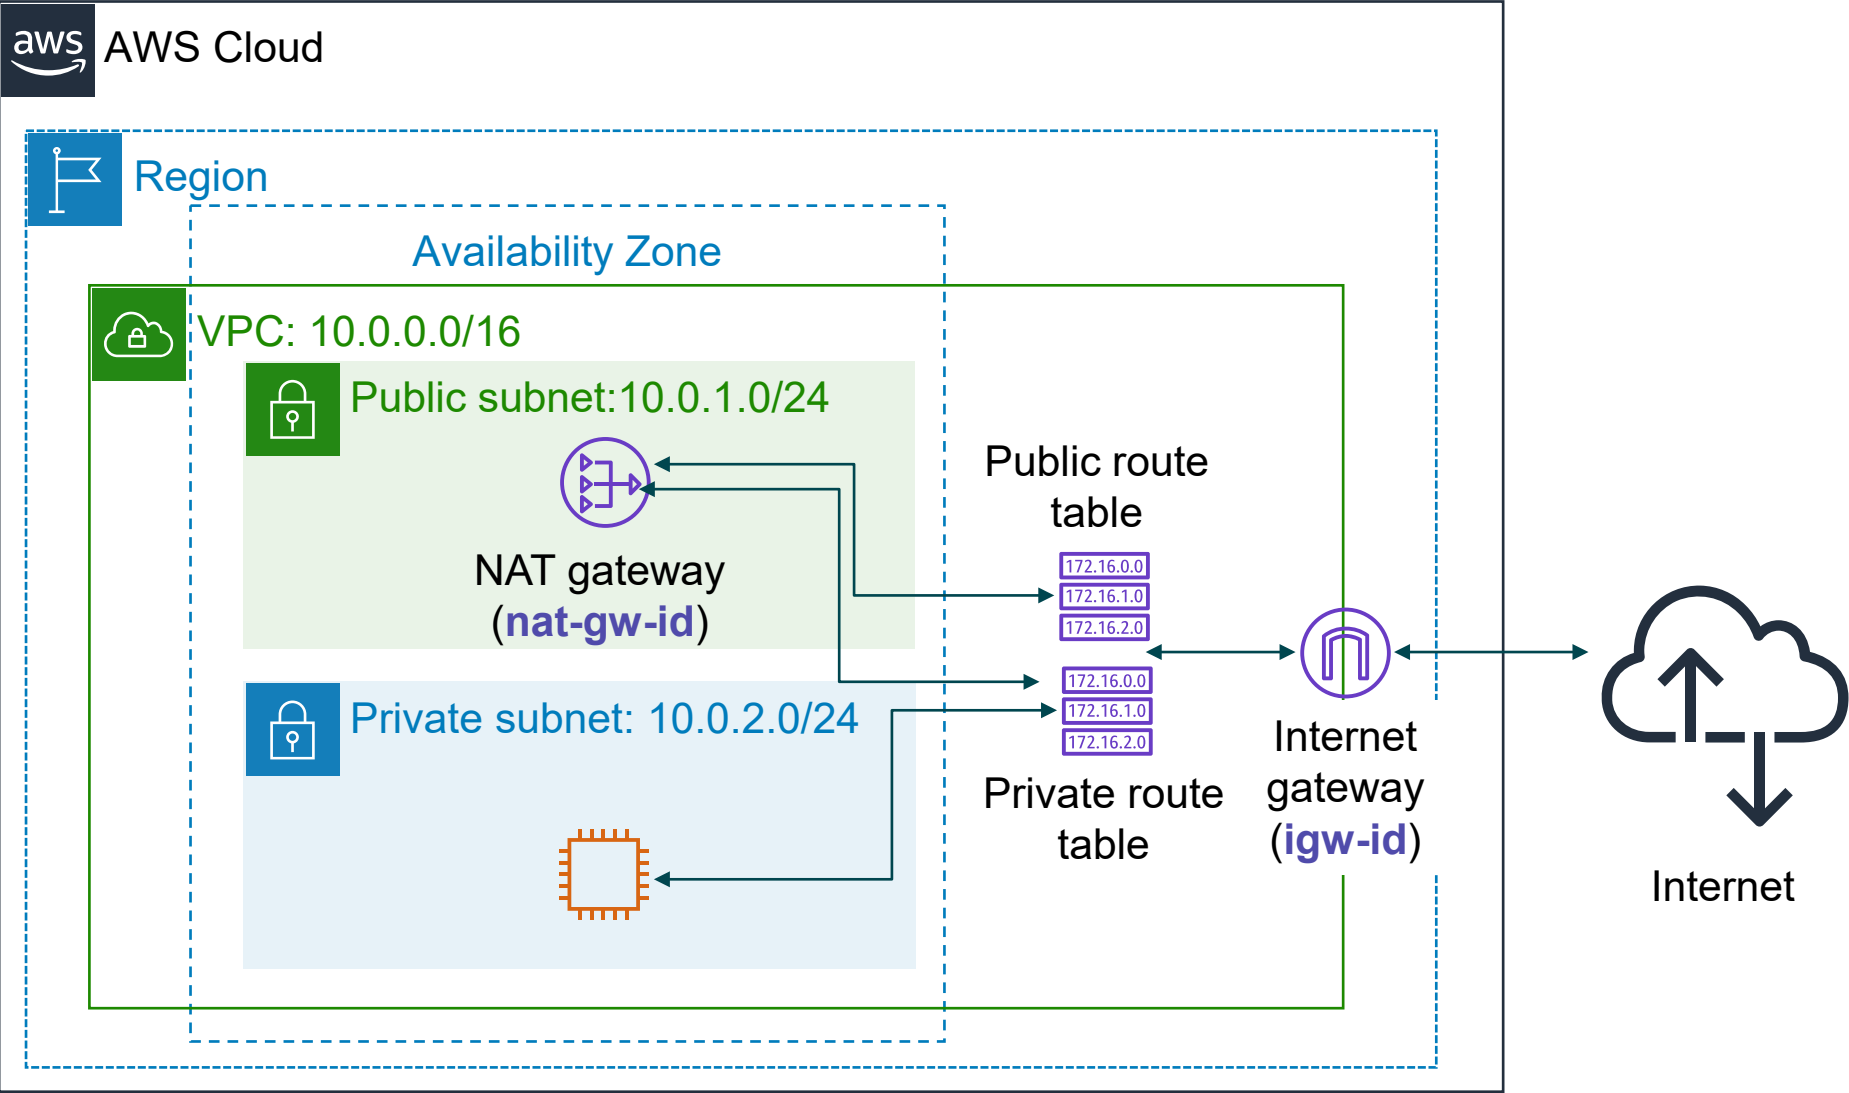 aws
AWS Cloud
Region
Availability Zone
VPC: 10.0.0.0/16
Public subnet:10.0.1.0/24
NAT gateway
(nat-gw-id)
Public route
table
172.16.0.0
172.16.1.0
172.16.2.0
Private subnet: 10.0.2.0/24
172.16.0.0
172.16.1.0
172.16.2.0
Private route
table
Internet
gateway
(igw-id)
Internet